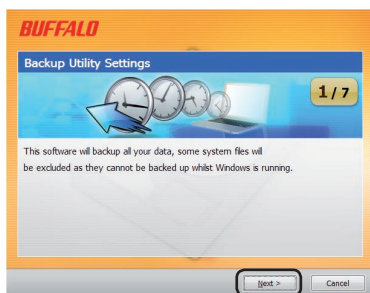 BUFFALO
Backup Utility Settings
1 / 7
This software will backup all your data, some system files will
be excluded as they cannot be backed up whilst Windows is running.
Next >
Cancel